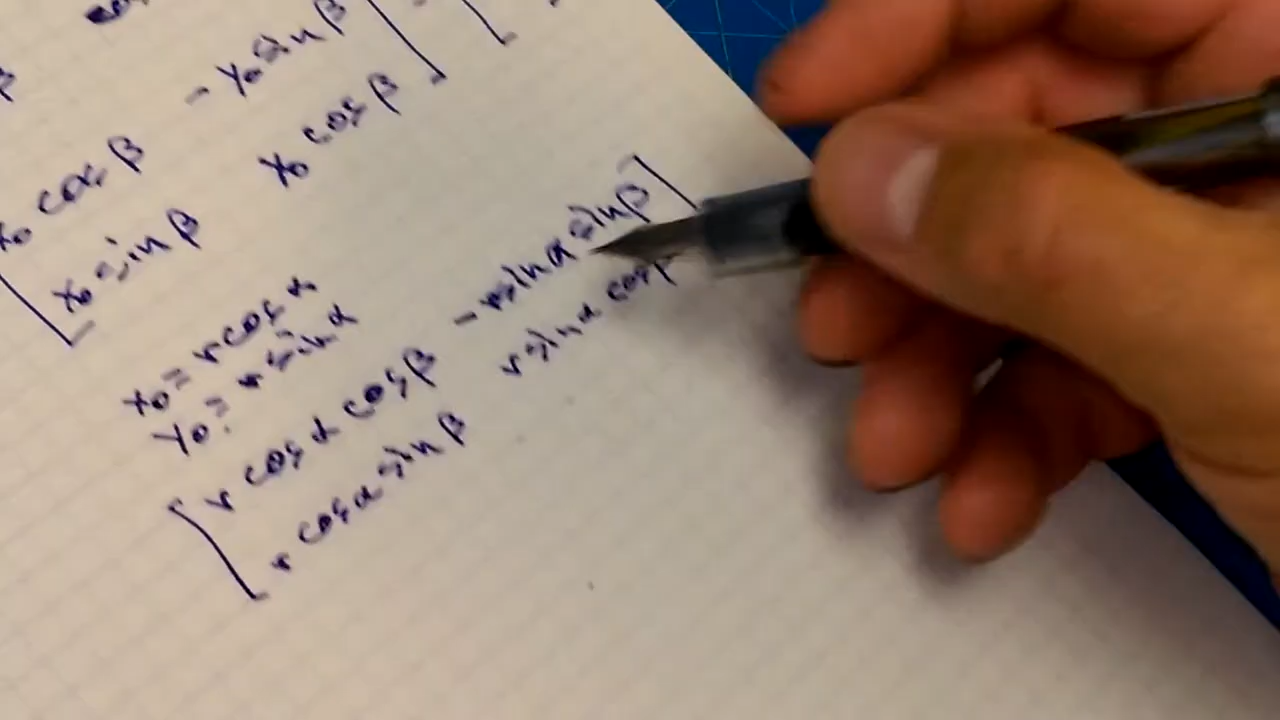 - y₀ sin β
x₀ cos β
x₀ sin β x₀ cos β
x₀ = r cos α
y₀ = r sin α
r cos α cos β - r sin α sin β
r cos α sin β r sin α cos β